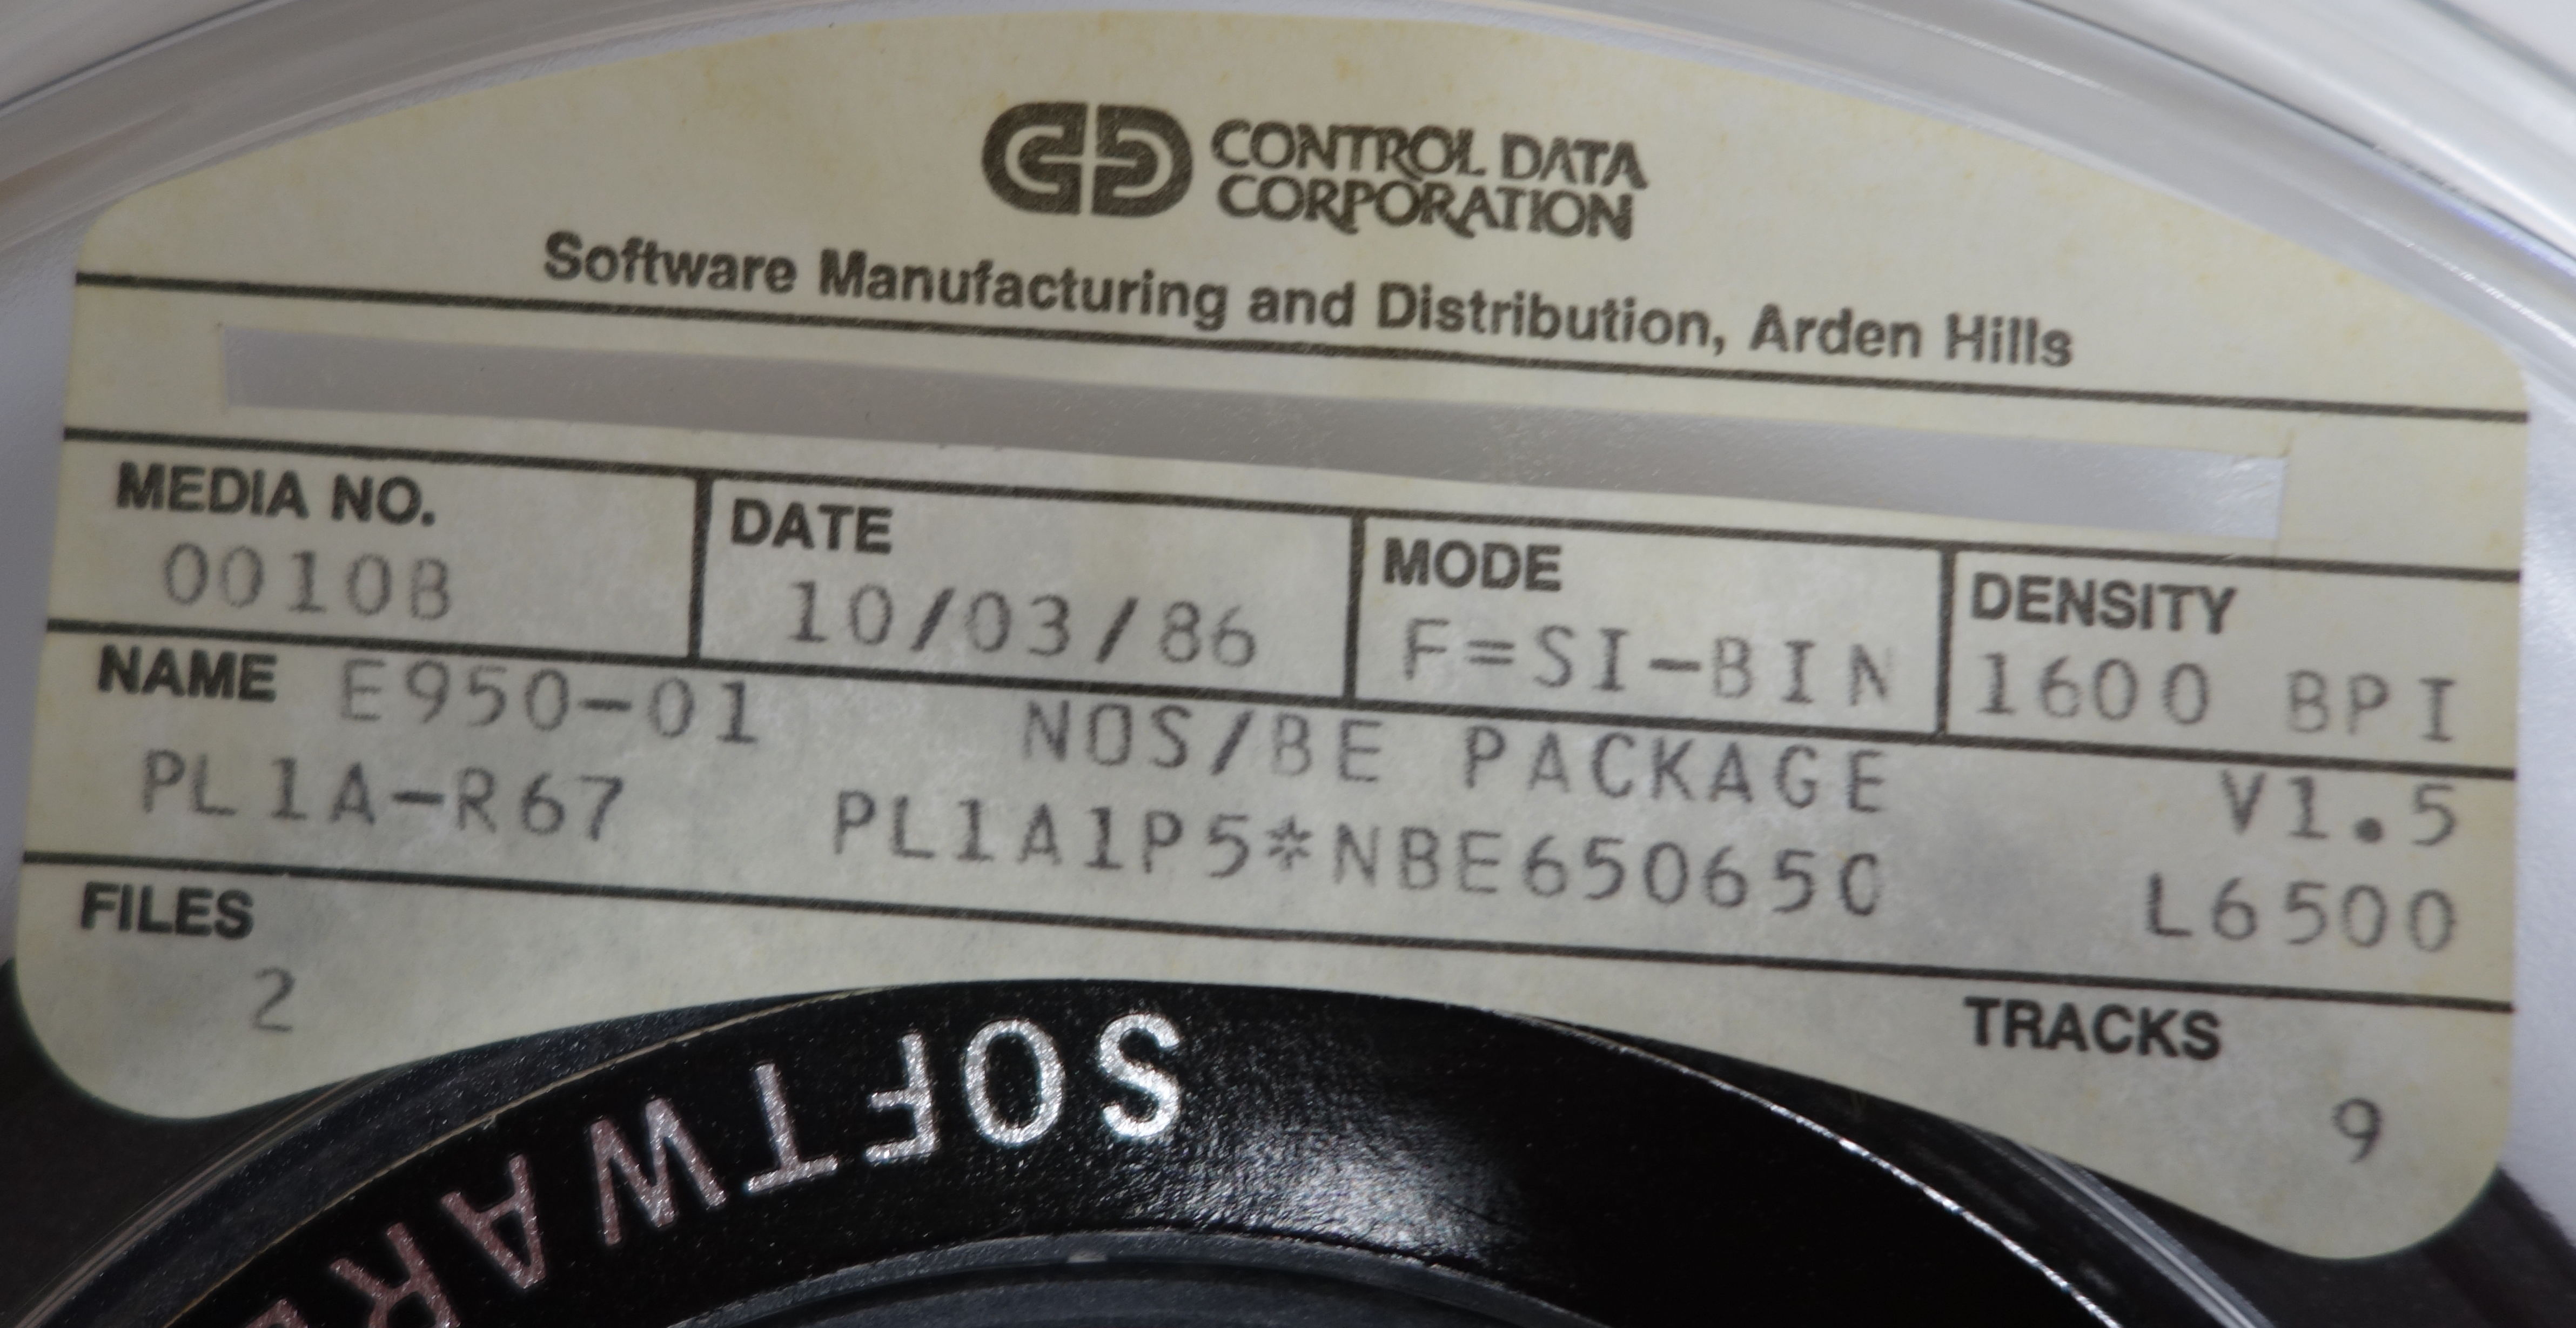 CONTROL DATA
CORPORATION
Software Manufacturing and Distribution, Arden Hills
MEDIA NO. DATE MODE DENSITY
0010B 10/03/86 F=SI-BIN 1600 BPI
NAME E950-01 NOS/BE PACKAGE V1.5
PL1A-R67 PL1A1P5*NBE650650 L6500
FILES TRACKS
2 9
SOFTWARE